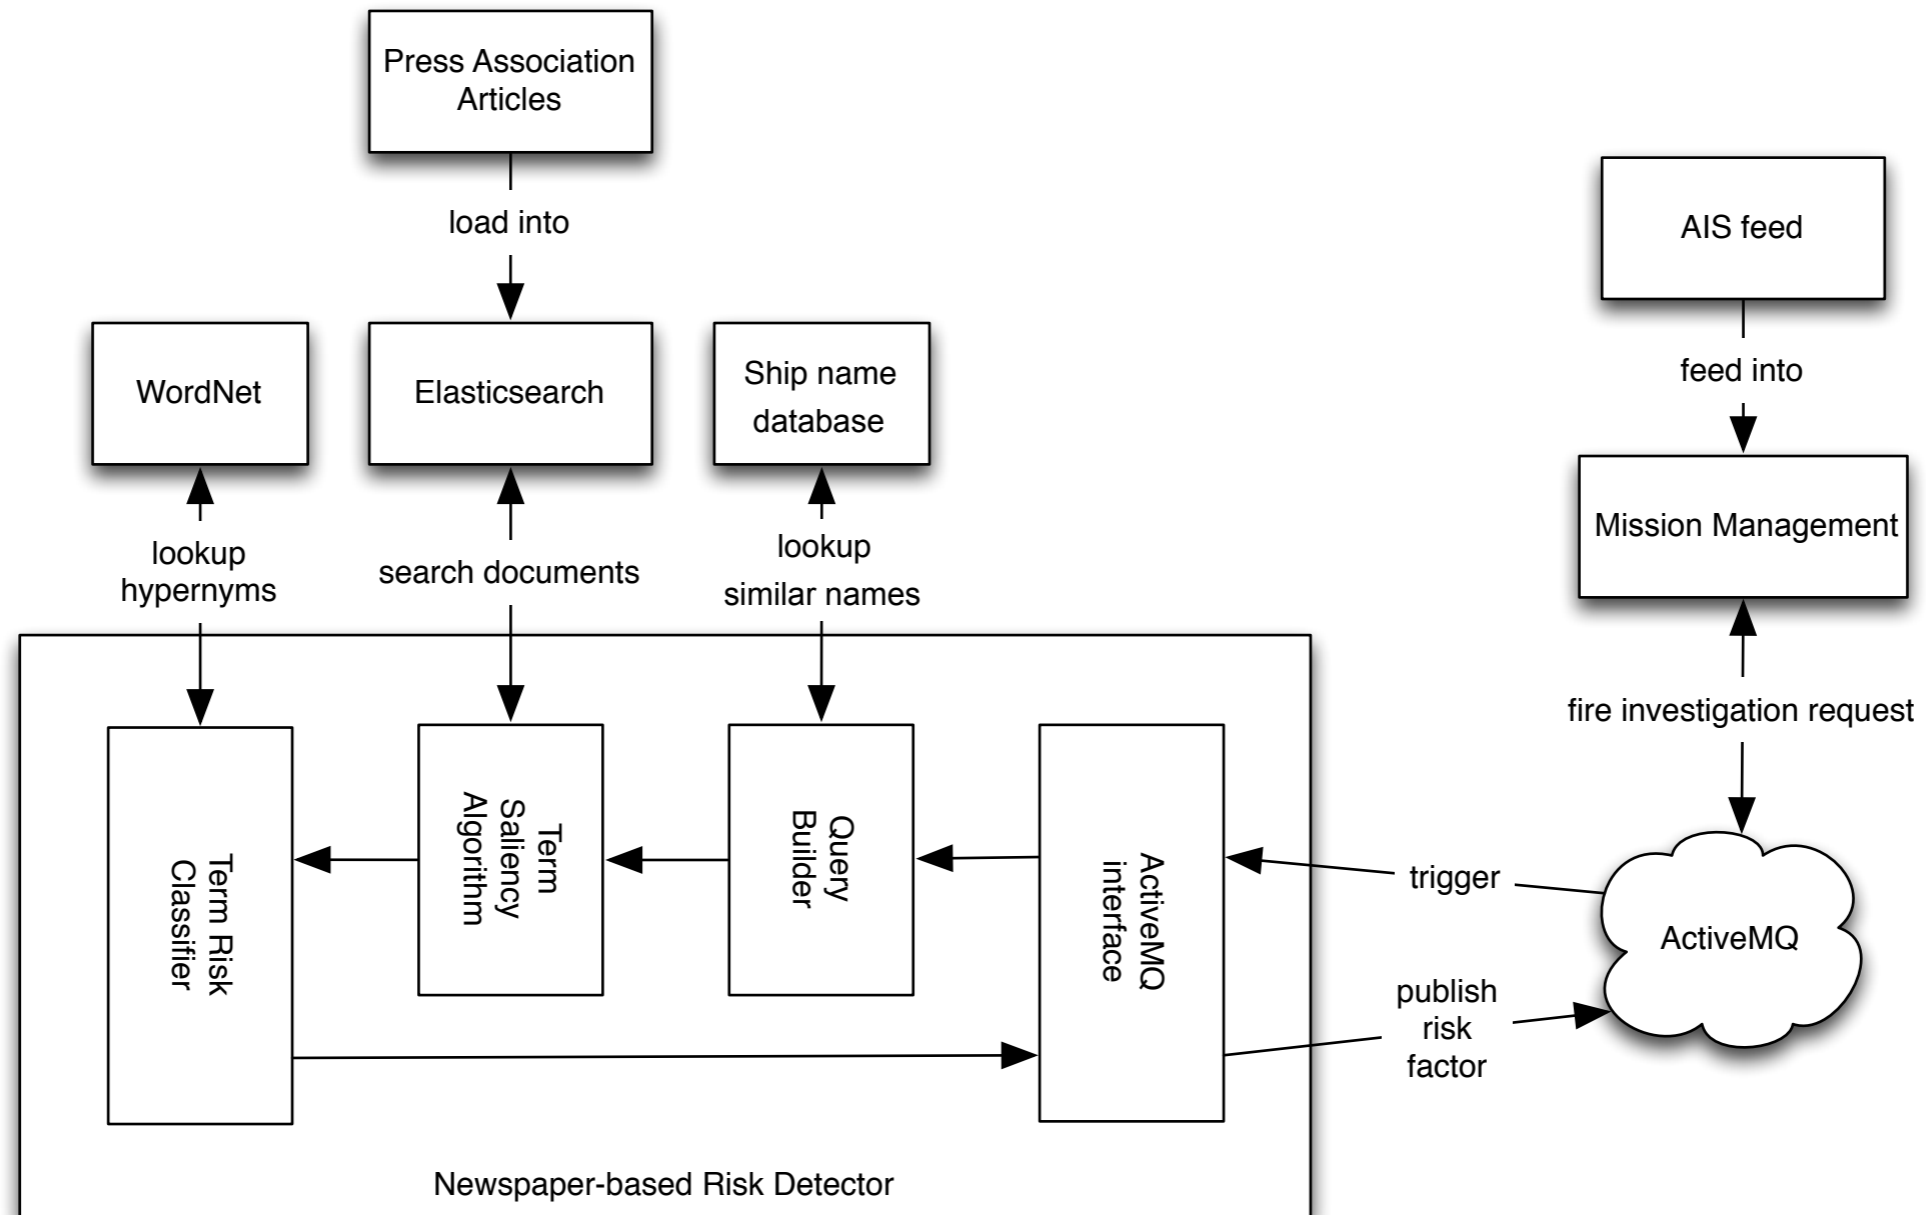 Press Association
Articles
load into
AIS feed
feed into
WordNet
Elasticsearch
Ship name
database
Mission Management
lookup
hypernyms
search documents
lookup
similar names
fire investigation request
Term Risk
Classifier
Term
Saliency
Algorithm
Query
Builder
ActiveMQ
interface
trigger
ActiveMQ
publish
risk
factor
Newspaper-based Risk Detector